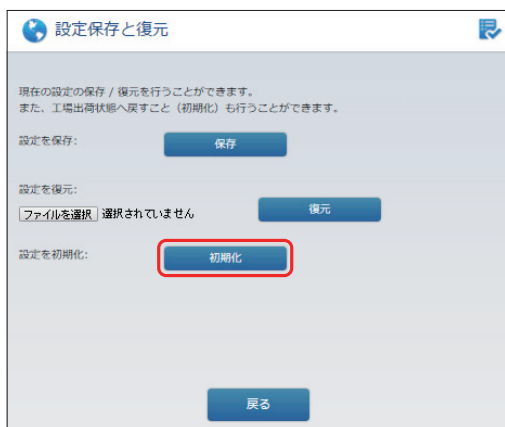 設定保存と復元
現在の設定の保存 / 復元を行うことができます。
また、工場出荷状態へ戻すこと（初期化）も行うことができます。
設定を保存:
保存
設定を復元:
ファイルを選択 選択されていません
復元
設定を初期化:
初期化
戻る